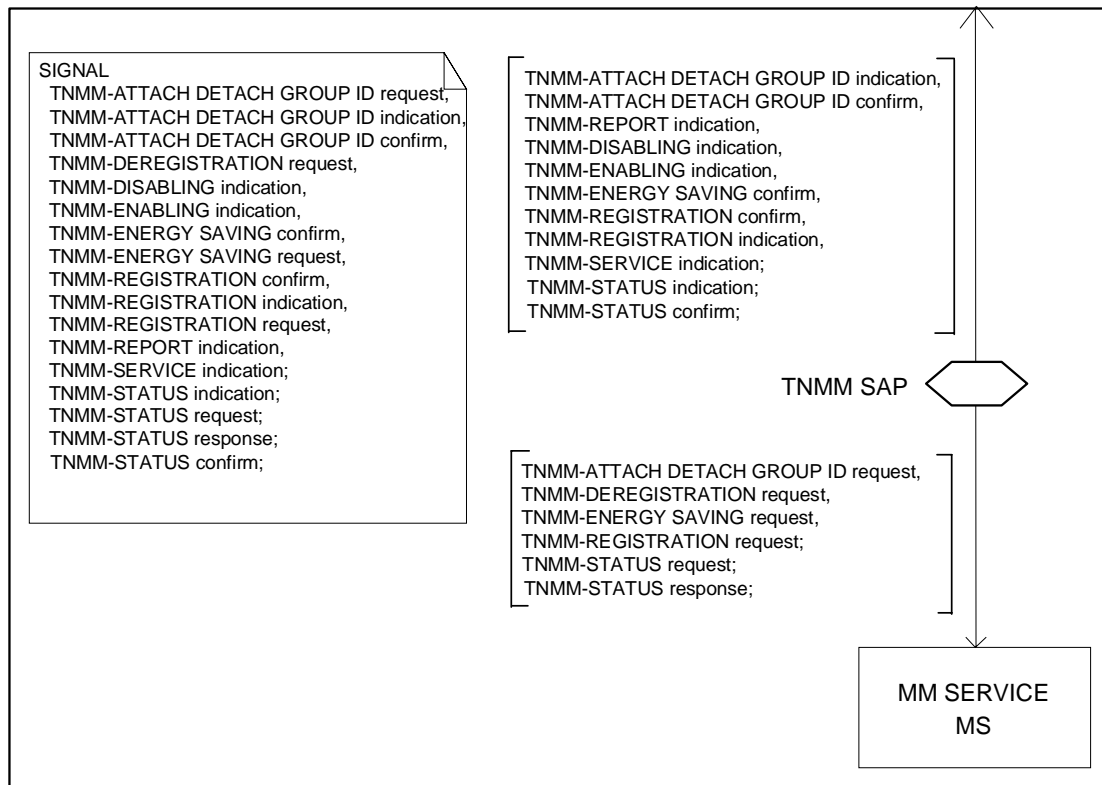 SIGNAL
TNMM-ATTACH DETACH GROUP ID request,
TNMM-ATTACH DETACH GROUP ID indication,
TNMM-ATTACH DETACH GROUP ID confirm,
TNMM-DEREGISTRATION request,
TNMM-DISABLING indication,
TNMM-ENABLING indication,
TNMM-ENERGY SAVING confirm,
TNMM-ENERGY SAVING request,
TNMM-REGISTRATION confirm,
TNMM-REGISTRATION indication,
TNMM-REGISTRATION request,
TNMM-REPORT indication,
TNMM-SERVICE indication;
TNMM-STATUS indication;
TNMM-STATUS request;
TNMM-STATUS response;
TNMM-STATUS confirm;
TNMM-ATTACH DETACH GROUP ID indication,
TNMM-ATTACH DETACH GROUP ID confirm,
TNMM-REPORT indication,
TNMM-DISABLING indication,
TNMM-ENABLING indication,
TNMM-ENERGY SAVING confirm,
TNMM-REGISTRATION confirm,
TNMM-REGISTRATION indication,
TNMM-SERVICE indication;
TNMM-STATUS indication;
TNMM-STATUS confirm;
TNMM SAP
TNMM-ATTACH DETACH GROUP ID request,
TNMM-DEREGISTRATION request,
TNMM-ENERGY SAVING request,
TNMM-REGISTRATION request;
TNMM-STATUS request;
TNMM-STATUS response;
MM SERVICE
MS